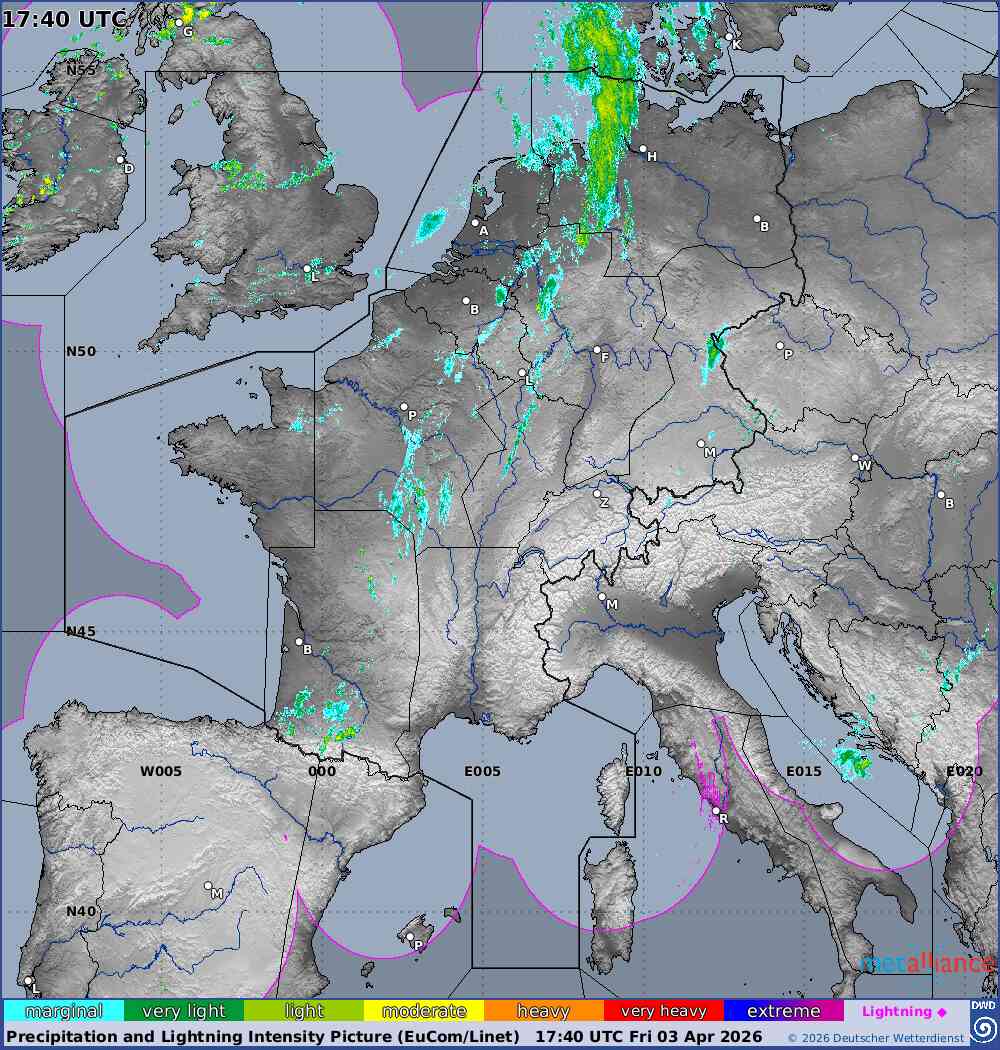 17:40 UTC
G
K
N55
H
D
A
B
L
B
N50
F
P
L
P
M
W
Z
B
M
N45
B
W005
000
E005
E010
E015
E020
R
M
N40
P
L
metalliance
marginal
very light
light
moderate
heavy
very heavy
extreme
Lightning ◆
DWD
Precipitation and Lightning Intensity Picture (EuCom/Linet) 17:40 UTC Fri 03 Apr 2026
© 2026 Deutscher Wetterdienst